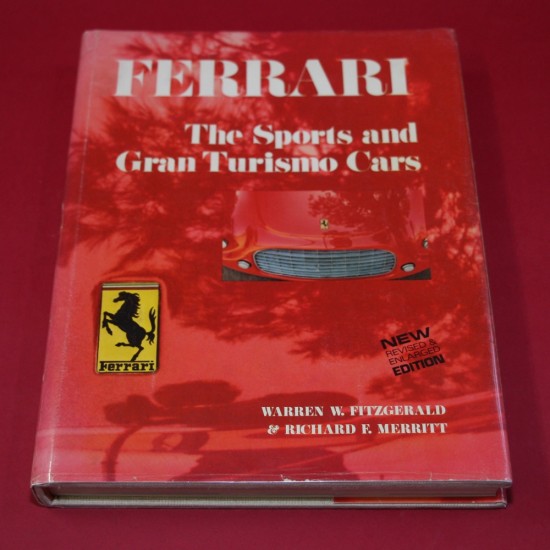 FERRARI
The Sports and
Gran Turismo Cars
Ferrari
NEW
REVISED &
ENLARGED
EDITION
WARREN W. FITZGERALD
& RICHARD F. MERRITT